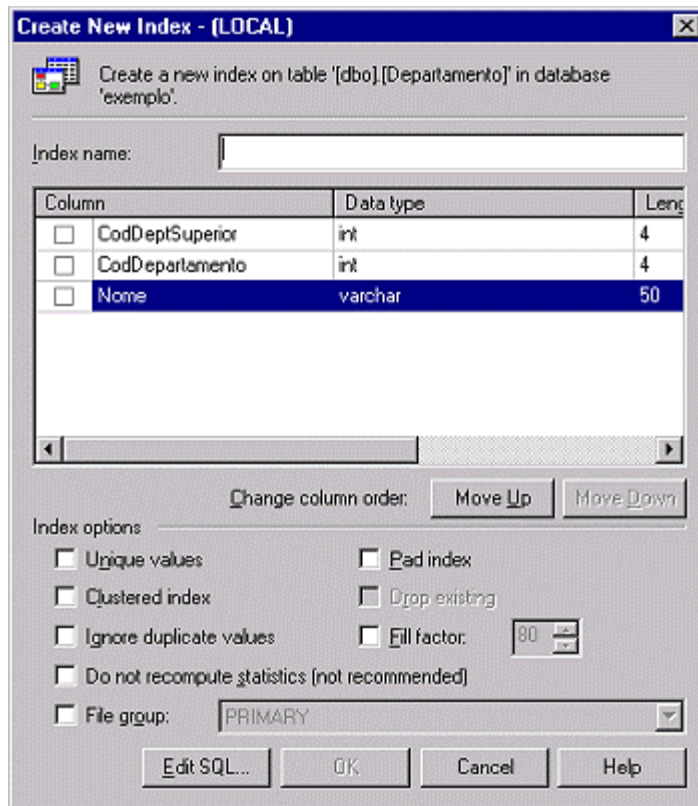 Create New Index - (LOCAL)
Create a new index on table '[dbo].[Departamento]' in database
'exemplo'.
Index name:
Column Data type Leng
CodDeptSuperior int 4
CodDepartamento int 4
Nome varchar 50
Change column order: Move Up Move Down
Index options
Unique values Pad index
Clustered index Drop existing
Ignore duplicate values Fill factor: 80
Do not recompute statistics (not recommended)
File group: PRIMARY
Edit SQL... OK Cancel Help